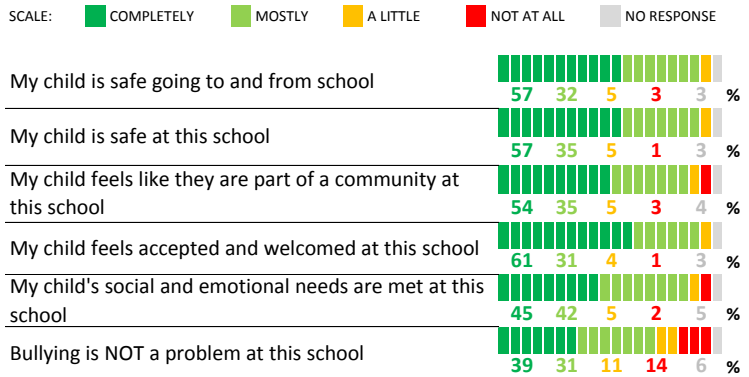 SCALE: COMPLETELY MOSTLY A LITTLE NOT AT ALL NO RESPONSE
My child is safe going to and from school
57 32 5 3 3 %
My child is safe at this school
57 35 5 1 3 %
My child feels like they are part of a community at
this school
54 35 5 3 4 %
My child feels accepted and welcomed at this school
61 31 4 1 3 %
My child's social and emotional needs are met at this
school
45 42 5 2 5 %
Bullying is NOT a problem at this school
39 31 11 14 6 %